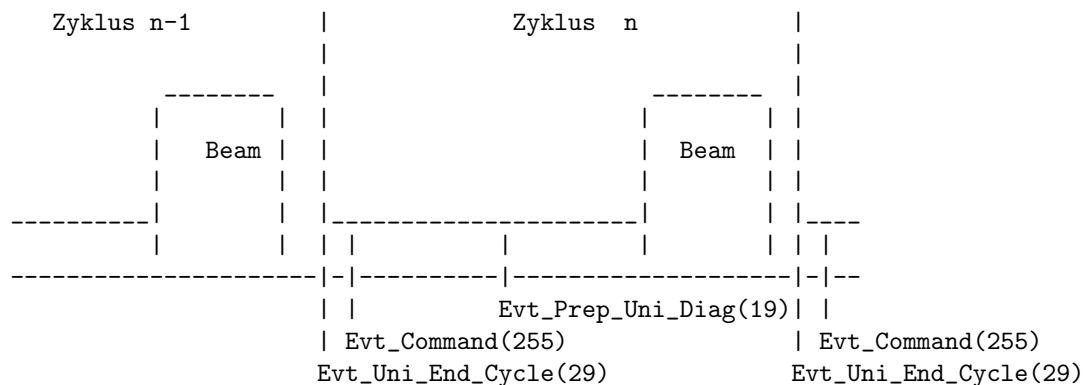 Zyklus n-1 Zyklus n
Beam Beam
Evt_Prep_Uni_Diag(19)
Evt_Command(255) Evt_Command(255)
Evt_Uni_End_Cycle(29) Evt_Uni_End_Cycle(29)